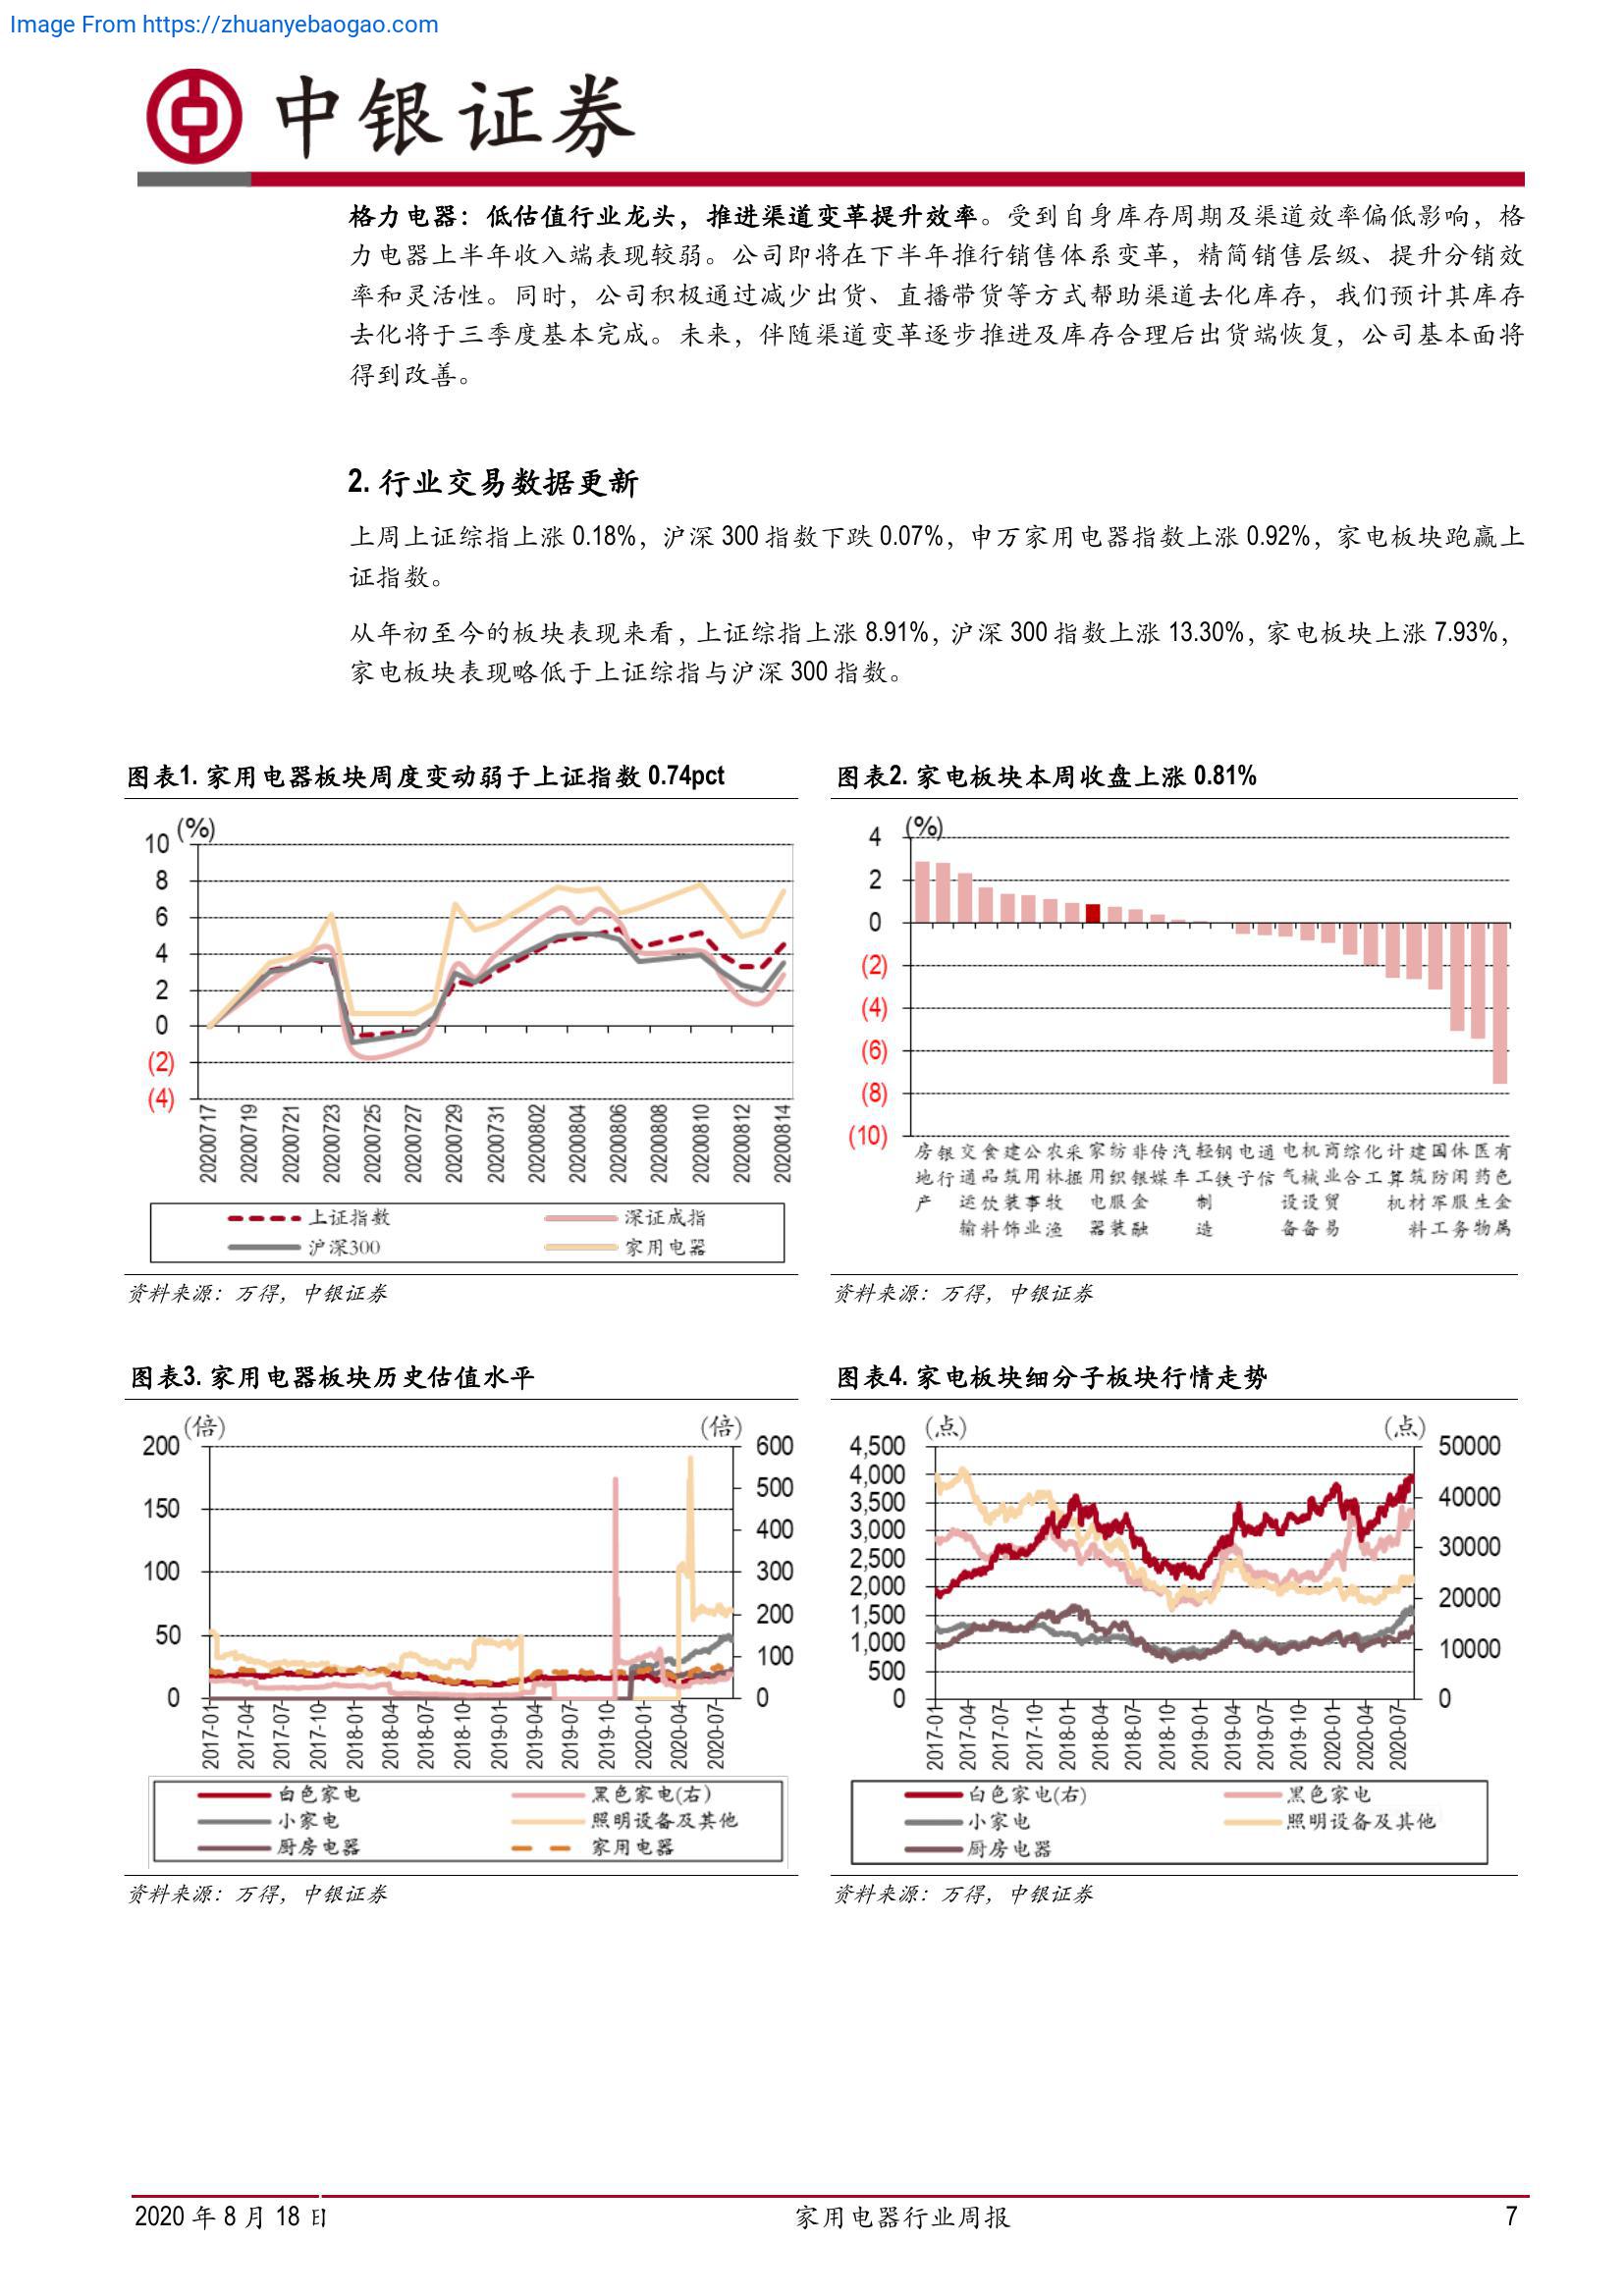 Image From https://zhuanyebaogao.com
中银证券
格力电器：低估值行业龙头，推进渠道变革提升效率。受到自身库存周期及渠道效率偏低影响，格
力电器上半年收入端表现较弱。公司即将在下半年推行销售体系变革，精简销售层级、提升分销效
率和灵活性。同时，公司积极通过减少出货、直播带货等方式帮助渠道去化库存，我们预计其库存
去化将于三季度基本完成。未来，伴随渠道变革逐步推进及库存合理后出货端恢复，公司基本面将
得到改善。
2. 行业交易数据更新
上周上证综指上涨 0.18%，沪深 300 指数下跌 0.07%，申万家用电器指数上涨 0.92%，家电板块跑赢上
证指数。
从年初至今的板块表现来看，上证综指上涨 8.91%，沪深 300 指数上涨 13.30%，家电板块上涨 7.93%，
家电板块表现略低于上证综指与沪深 300 指数。
图表1. 家用电器板块周度变动弱于上证指数 0.74pct
(%)
10
8
6
4
2
0
(2)
(4)
20200717 20200719 20200721 20200723 20200725 20200727 20200729 20200731 20200802 20200804 20200806 20200808 20200810 20200812 20200814
上证指数 深证成指
沪深300 家用电器
资料来源：万得，中银证券
图表2. 家电板块本周收盘上涨 0.81%
(%)
4
2
0
(2)
(4)
(6)
(8)
(10)
房地产 银行 交通运输 食品饮料 建筑装饰 公用事业 农林牧渔 采掘 家用电器 纺织服装 非银金融 传媒 汽车 轻工制造 钢铁 电子 通信 电气设备 机械设备 商业贸易 综合 化工 计算机 建筑材料 国防军工 休闲服务 医药生物 有色金属
资料来源：万得，中银证券
图表3. 家用电器板块历史估值水平
(倍) (倍)
200
150
100
50
0
600
500
400
300
200
100
0
2017-01 2017-04 2017-07 2017-10 2018-01 2018-04 2018-07 2018-10 2019-01 2019-04 2019-07 2019-10 2020-01 2020-04 2020-07
白色家电 黑色家电(右)
小家电 照明设备及其他
厨房电器 家用电器
资料来源：万得，中银证券
图表4. 家电板块细分子板块行情走势
(点) (点)
4,500
4,000
3,500
3,000
2,500
2,000
1,500
1,000
500
0
50000
40000
30000
20000
10000
0
2017-01 2017-04 2017-07 2017-10 2018-01 2018-04 2018-07 2018-10 2019-01 2019-04 2019-07 2019-10 2020-01 2020-04 2020-07
白色家电(右) 黑色家电
小家电 照明设备及其他
厨房电器
资料来源：万得，中银证券
2020 年 8 月 18 日 家用电器行业周报 7